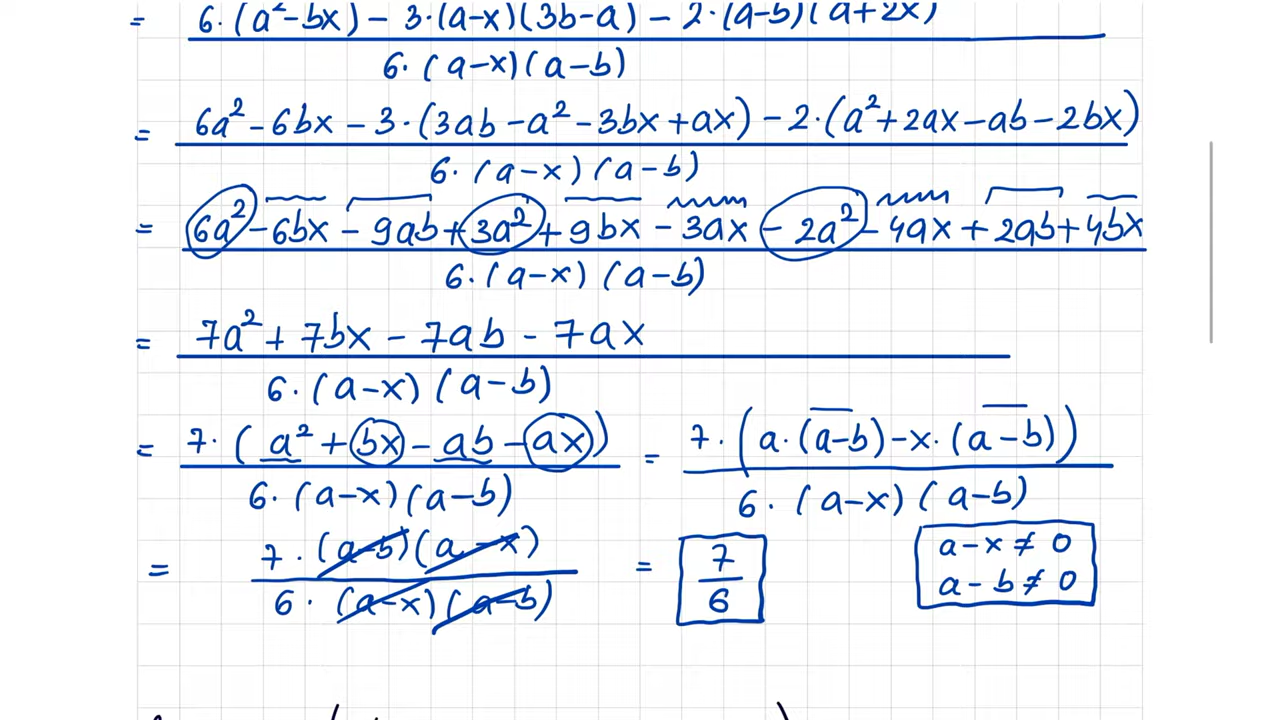 = 6·(a²-bx) - 3·(a-x)(3b-a) - 2·(a-b)(a+2x)
6·(a-x)(a-b)
= 6a² - 6bx - 3·(3ab - a² - 3bx + ax) - 2·(a² + 2ax - ab - 2bx)
6·(a-x)(a-b)
= 6a² - 6bx - 9ab + 3a² + 9bx - 3ax - 2a² - 4ax + 2ab + 4bx
6·(a-x)(a-b)
= 7a² + 7bx - 7ab - 7ax
6·(a-x)(a-b)
= 7·(a² + bx - ab - ax) = 7·(a·(a-b) - x·(a-b))
6·(a-x)(a-b) 6·(a-x)(a-b)
= 7·(a-b)(a-x) = 7
6·(a-x)(a-b) 6
a-x ≠ 0
a-b ≠ 0